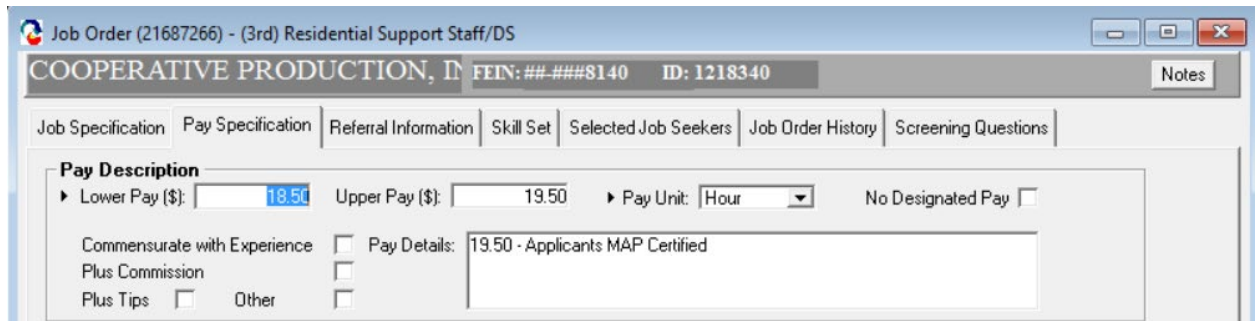 Job Order (21687266) - (3rd) Residential Support Staff/DS
COOPERATIVE PRODUCTION, IN FEIN: ##-###8140 ID: 1218340 Notes
Job Specification Pay Specification Referral Information Skill Set Selected Job Seekers Job Order History Screening Questions
Pay Description
Lower Pay ($): 18.50 Upper Pay ($): 19.50 Pay Unit: Hour No Designated Pay
Commensurate with Experience Pay Details: 19.50 - Applicants MAP Certified
Plus Commission
Plus Tips Other